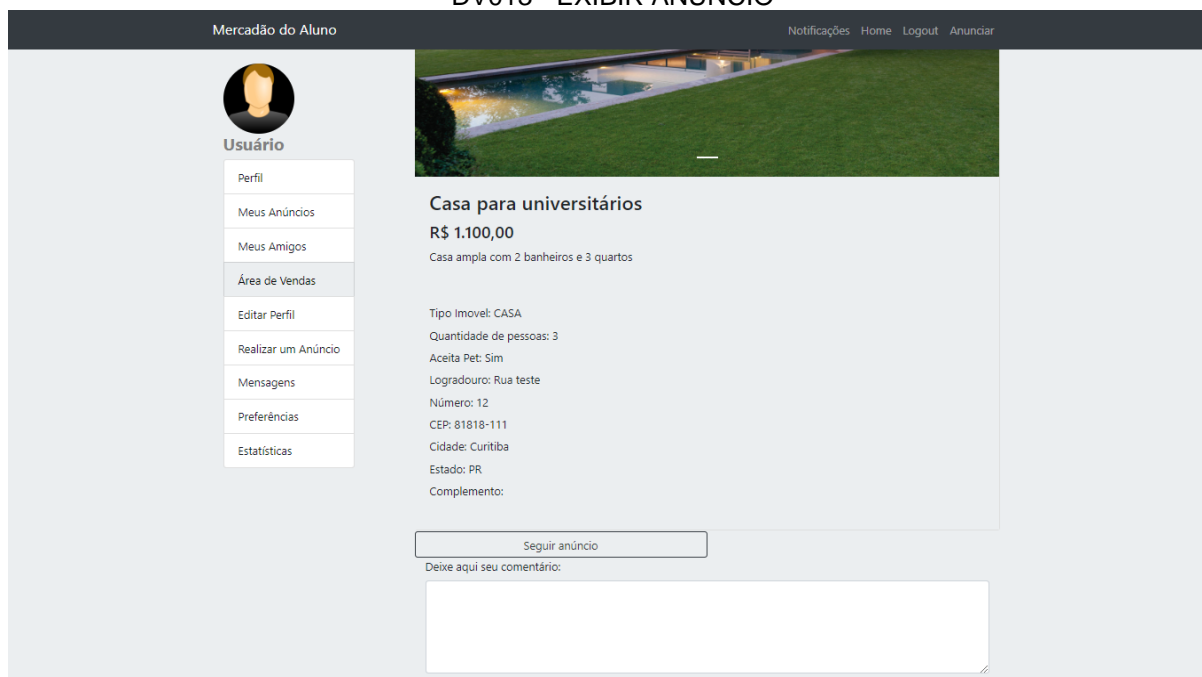 DV018 - EXIBIR ANÚNCIO
Mercadão do Aluno
Notificações Home Logout Anunciar
Usuário
Perfil
Meus Anúncios
Meus Amigos
Área de Vendas
Editar Perfil
Realizar um Anúncio
Mensagens
Preferências
Estatísticas
Casa para universitários
R$ 1.100,00
Casa ampla com 2 banheiros e 3 quartos
Tipo Imovel: CASA
Quantidade de pessoas: 3
Aceita Pet: Sim
Logradouro: Rua teste
Número: 12
CEP: 81818-111
Cidade: Curitiba
Estado: PR
Complemento:
Seguir anúncio
Deixe aqui seu comentário: